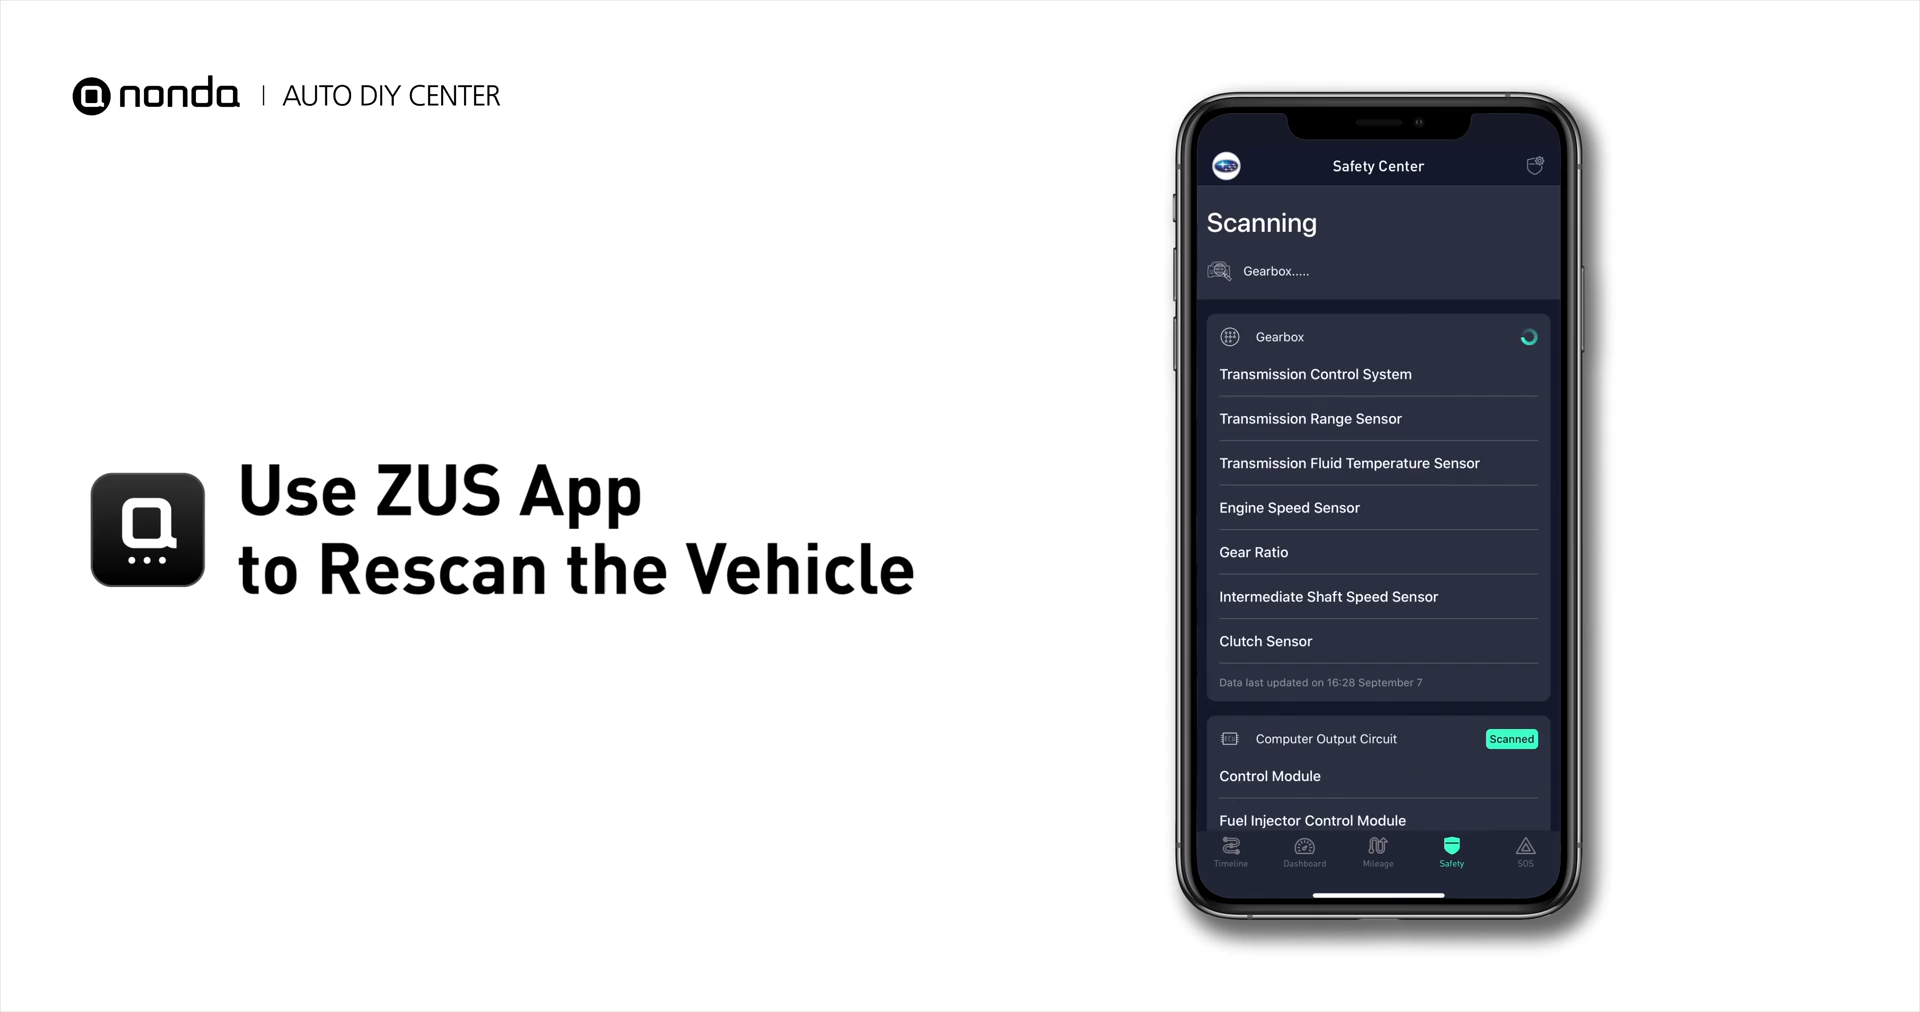 nonda | AUTO DIY CENTER
Use ZUS App
to Rescan the Vehicle
Safety Center
Scanning
Gearbox.....
Gearbox
Transmission Control System
Transmission Range Sensor
Transmission Fluid Temperature Sensor
Engine Speed Sensor
Gear Ratio
Intermediate Shaft Speed Sensor
Clutch Sensor
Data last updated on 16:28 September 7
ECU Computer Output Circuit Scanned
Control Module
Fuel Injector Control Module
Timeline Dashboard Mileage Safety SOS